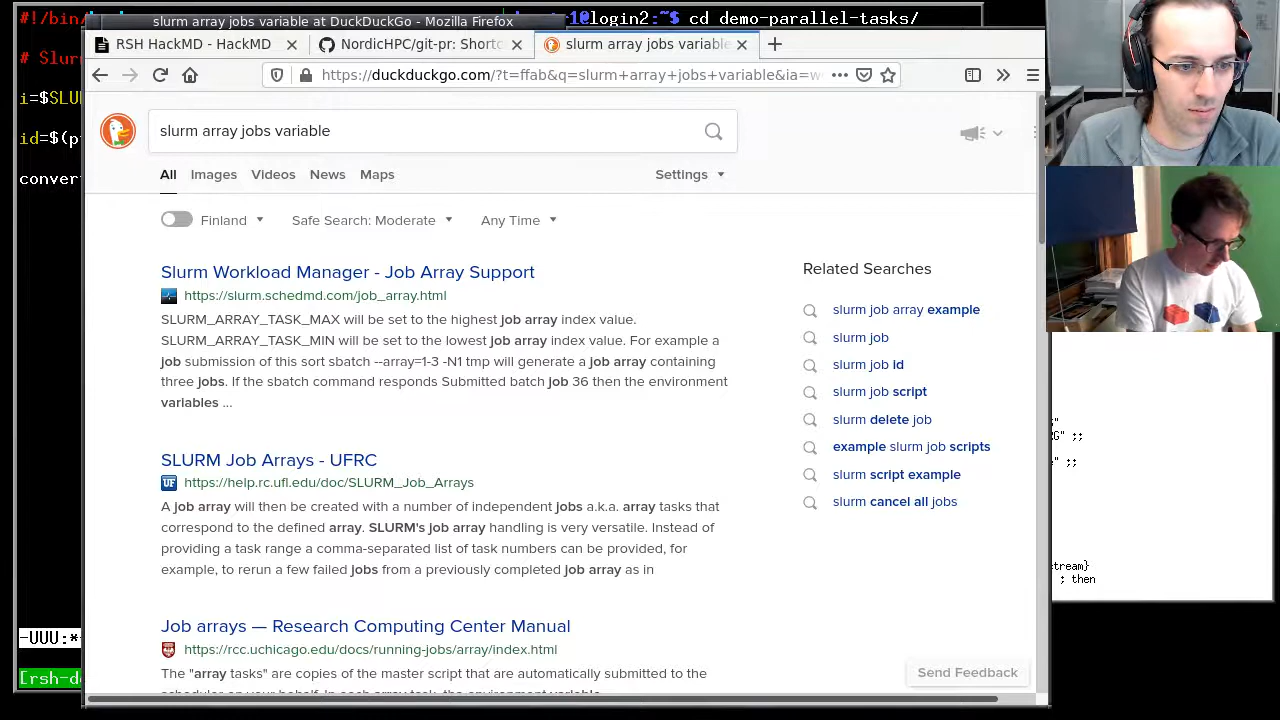 #!/bin/
slurm array jobs variable at DuckDuckGo - Mozilla Firefox
@login2:~$ cd demo-parallel-tasks/
RSH HackMD - HackMD
NordicHPC/git-pr: Shortc
slurm array jobs variable
# Slur
https://duckduckgo.com/?t=ffab&q=slurm+array+jobs+variable&ia=we
i=$SLUR
slurm array jobs variable
id=$(p
All Images Videos News Maps Settings
conver
Finland Safe Search: Moderate Any Time
Slurm Workload Manager - Job Array Support
https://slurm.schedmd.com/job_array.html
SLURM_ARRAY_TASK_MAX will be set to the highest job array index value.
SLURM_ARRAY_TASK_MIN will be set to the lowest job array index value. For example a
job submission of this sort sbatch --array=1-3 -N1 tmp will generate a job array containing
three jobs. If the sbatch command responds Submitted batch job 36 then the environment
variables ...
SLURM Job Arrays - UFRC
UF
https://help.rc.ufl.edu/doc/SLURM_Job_Arrays
A job array will then be created with a number of independent jobs a.k.a. array tasks that
correspond to the defined array. SLURM's job array handling is very versatile. Instead of
providing a task range a comma-separated list of task numbers can be provided, for
example, to rerun a few failed jobs from a previously completed job array as in
Job arrays — Research Computing Center Manual
https://rcc.uchicago.edu/docs/running-jobs/array/index.html
The "array tasks" are copies of the master script that are automatically submitted to the
Related Searches
slurm job array example
slurm job
slurm job id
slurm job script
slurm delete job
example slurm job scripts
slurm script example
slurm cancel all jobs
Send Feedback
-UUU:*
[rsh-d
G" ;;
" ;;
tream}
; then